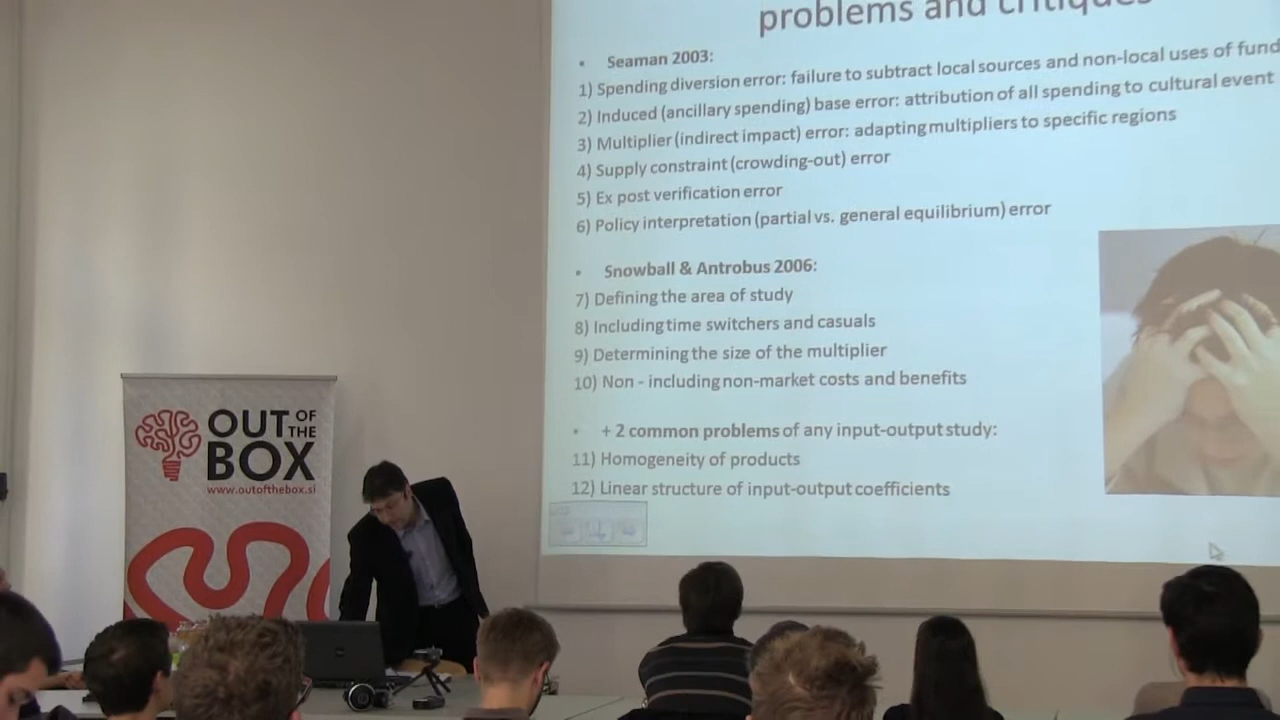 problems and critiques
• Seaman 2003:
1) Spending diversion error: failure to subtract local sources and non-local uses of fund
2) Induced (ancillary spending) base error: attribution of all spending to cultural event
3) Multiplier (indirect impact) error: adapting multipliers to specific regions
4) Supply constraint (crowding-out) error
5) Ex post verification error
6) Policy interpretation (partial vs. general equilibrium) error
• Snowball & Antrobus 2006:
7) Defining the area of study
8) Including time switchers and casuals
9) Determining the size of the multiplier
10) Non - including non-market costs and benefits
• + 2 common problems of any input-output study:
11) Homogeneity of products
12) Linear structure of input-output coefficients
OUT OF THE
BOX
www.outofthebox.si